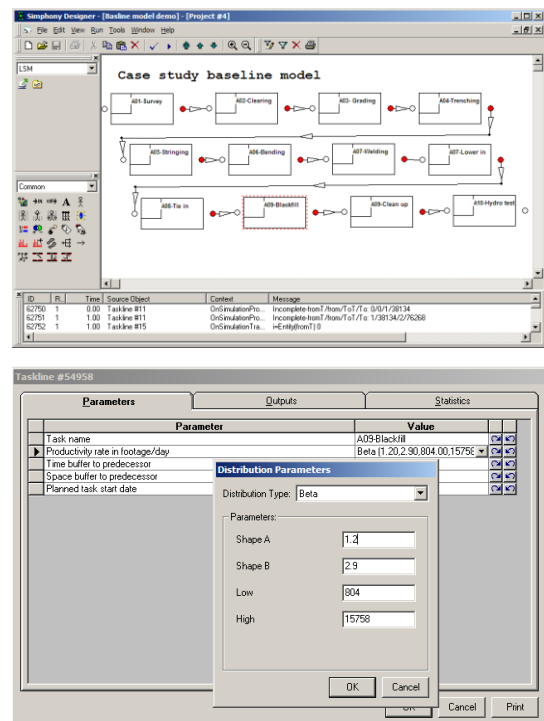 Simphony Designer - [Basline model demo] - [Project #4]
File Edit View Run Tools Window Help
LSM
Case study baseline model
A01-Survey
A02-Clearing
A03- Grading
A04-Trenching
A05-Stringing
A06-Bending
A07-Welding
A07-Lower in
Common
A08-Tie in
A09-Blackfill
A09-Clean up
A10-Hydro test
ID R.. Time Source Object Context Message
62750 1 0.00 Taskline #11 OnSimulationPro... Incomplete-fromT/from/ToT/To: 0/0/1/38134
62751 1 1.00 Taskline #11 OnSimulationPro... Incomplete-fromT/from/ToT/To: 1/38134/2/76268
62752 1 1.00 Taskline #15 OnSimulationTra... i=Entity(fromT) 0
Taskline #54958
Parameters Outputs Statistics
Parameter Value
Task name A09-Blackfill
Productivity rate in footage/day Beta (1.20,2.90,804.00,15758
Time buffer to predecessor
Space buffer to predecessor
Planned task start date
Distribution Parameters
Distribution Type: Beta
Parameters:
Shape A 1.2
Shape B 2.9
Low 804
High 15758
OK Cancel
OK Cancel Print